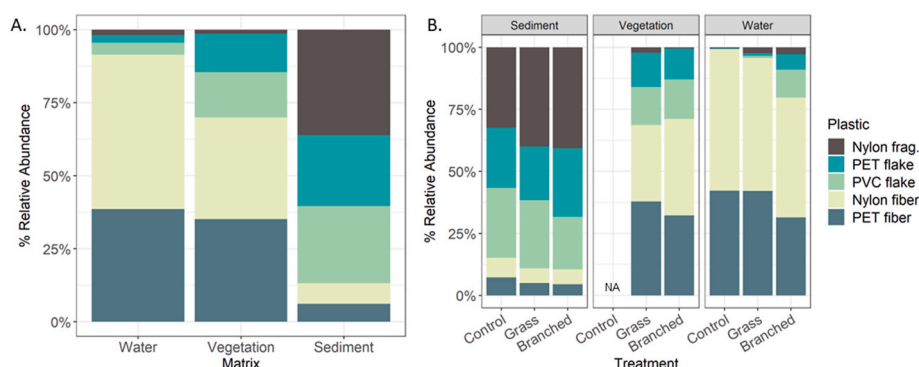 A.
% Relative Abundance
100%
75%
50%
25%
0%
Water
Vegetation
Sediment
Matrix
B.
Sediment
Vegetation
Water
% Relative Abundance
100%
75%
50%
25%
0%
NA
Control
Grass
Branched
Control
Grass
Branched
Control
Grass
Branched
Treatment
Plastic
Nylon frag.
PET flake
PVC flake
Nylon fiber
PET fiber